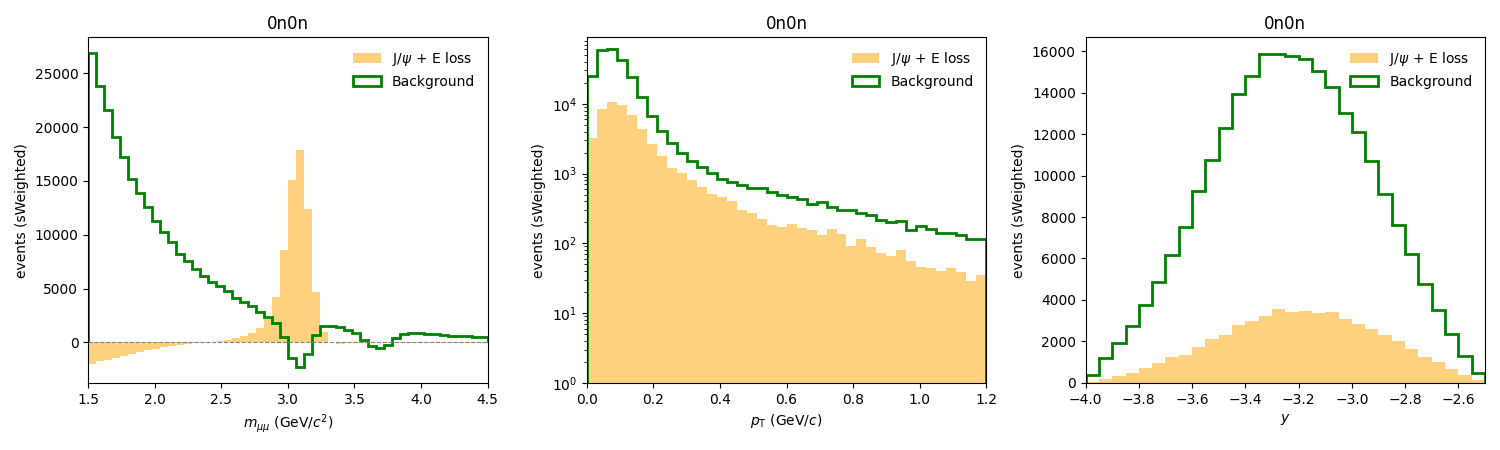 0n0n
J/ψ + E loss
Background
events (sWeighted)
25000
20000
15000
10000
5000
0
1.5 2.0 2.5 3.0 3.5 4.0 4.5
mμμ (GeV/c²)
0n0n
J/ψ + E loss
Background
events (sWeighted)
10⁴
10³
10²
10¹
10⁰
0.0 0.2 0.4 0.6 0.8 1.0 1.2
pT (GeV/c)
0n0n
J/ψ + E loss
Background
events (sWeighted)
16000
14000
12000
10000
8000
6000
4000
2000
0
−4.0 −3.8 −3.6 −3.4 −3.2 −3.0 −2.8 −2.6
y